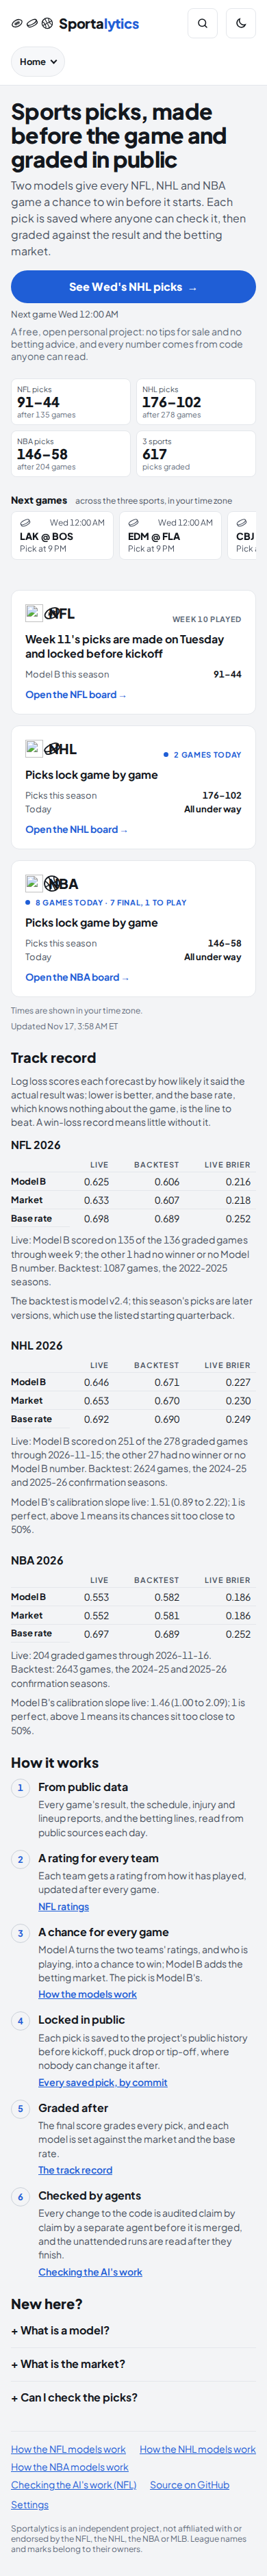 Sportalytics
Home
Sports picks, made
before the game and
graded in public
Two models give every NFL, NHL and NBA
game a chance to win before it starts. Each
pick is saved where anyone can check it, then
graded against the result and the betting
market.
See Wed's NHL picks →
Next game Wed 12:00 AM
A free, open personal project: no tips for sale and no
betting advice, and every number comes from code
anyone can read.
NFL picks
91–44
after 135 games
NHL picks
176–102
after 278 games
NBA picks
146–58
after 204 games
3 sports
617
picks graded
Next games across the three sports, in your time zone
Wed 12:00 AM
LAK @ BOS
Pick at 9 PM
Wed 12:00 AM
EDM @ FLA
Pick at 9 PM
CBJ
Pick
NFL
WEEK 10 PLAYED
Week 11's picks are made on Tuesday
and locked before kickoff
Model B this season 91–44
Open the NFL board →
NHL
2 GAMES TODAY
Picks lock game by game
Picks this season 176–102
Today All under way
Open the NHL board →
NBA
8 GAMES TODAY · 7 FINAL, 1 TO PLAY
Picks lock game by game
Picks this season 146–58
Today All under way
Open the NBA board →
Times are shown in your time zone.
Updated Nov 17, 3:58 AM ET
Track record
Log loss scores each forecast by how likely it said the
actual result was; lower is better, and the base rate,
which knows nothing about the game, is the line to
beat. A win-loss record means little without it.
NFL 2026
LIVE BACKTEST LIVE BRIER
Model B 0.625 0.606 0.216
Market 0.633 0.607 0.218
Base rate 0.698 0.689 0.252
Live: Model B scored on 135 of the 136 graded games
through week 9; the other 1 had no winner or no Model
B number. Backtest: 1087 games, the 2022-2025
seasons.
The backtest is model v2.4; this season's picks are later
versions, which use the listed starting quarterback.
NHL 2026
LIVE BACKTEST LIVE BRIER
Model B 0.646 0.671 0.227
Market 0.653 0.670 0.230
Base rate 0.692 0.690 0.249
Live: Model B scored on 251 of the 278 graded games
through 2026-11-15; the other 27 had no winner or no
Model B number. Backtest: 2624 games, the 2024-25
and 2025-26 confirmation seasons.
Model B's calibration slope live: 1.51 (0.89 to 2.22); 1 is
perfect, above 1 means its chances sit too close to
50%.
NBA 2026
LIVE BACKTEST LIVE BRIER
Model B 0.553 0.582 0.186
Market 0.552 0.581 0.186
Base rate 0.697 0.689 0.252
Live: 204 graded games through 2026-11-16.
Backtest: 2643 games, the 2024-25 and 2025-26
confirmation seasons.
Model B's calibration slope live: 1.46 (1.00 to 2.09); 1 is
perfect, above 1 means its chances sit too close to
50%.
How it works
1 From public data
Every game's result, the schedule, injury and
lineup reports, and the betting lines, read from
public sources each day.
2 A rating for every team
Each team gets a rating from how it has played,
updated after every game.
NFL ratings
3 A chance for every game
Model A turns the two teams' ratings, and who is
playing, into a chance to win; Model B adds the
betting market. The pick is Model B's.
How the models work
4 Locked in public
Each pick is saved to the project's public history
before kickoff, puck drop or tip-off, where
nobody can change it after.
Every saved pick, by commit
5 Graded after
The final score grades every pick, and each
model is set against the market and the base
rate.
The track record
6 Checked by agents
Every change to the code is audited claim by
claim by a separate agent before it is merged,
and the unattended runs are read after they
finish.
Checking the AI's work
New here?
+ What is a model?
+ What is the market?
+ Can I check the picks?
How the NFL models work How the NHL models work
How the NBA models work
Checking the AI's work (NFL) Source on GitHub
Settings
Sportalytics is an independent project, not affiliated with or
endorsed by the NFL, the NHL, the NBA or MLB. League names
and marks belong to their owners.